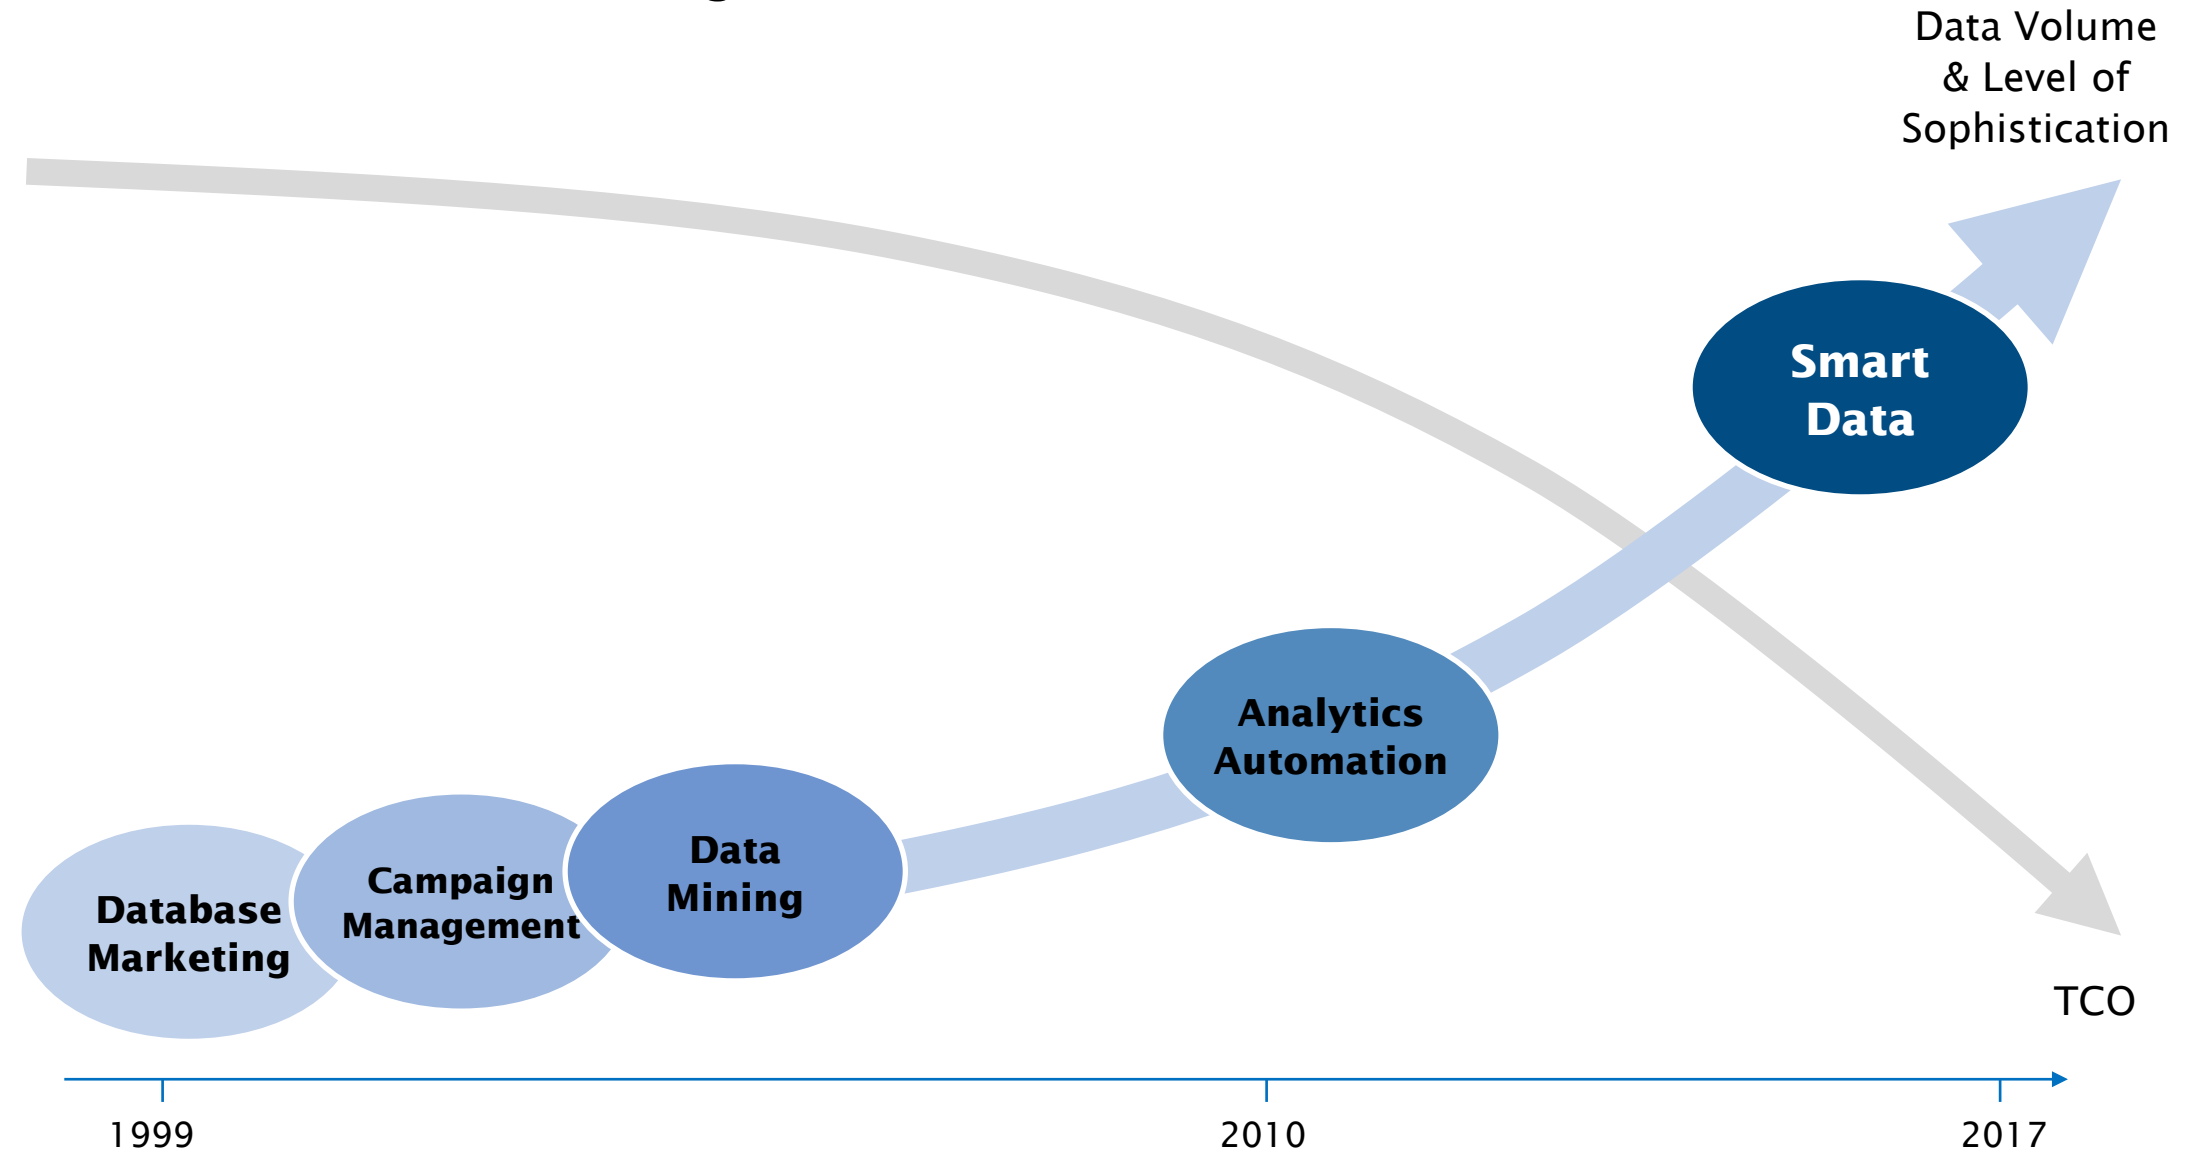 Data Volume
& Level of
Sophistication
Smart
Data
Analytics
Automation
Data
Mining
Campaign
Management
Database
Marketing
TCO
1999
2010
2017